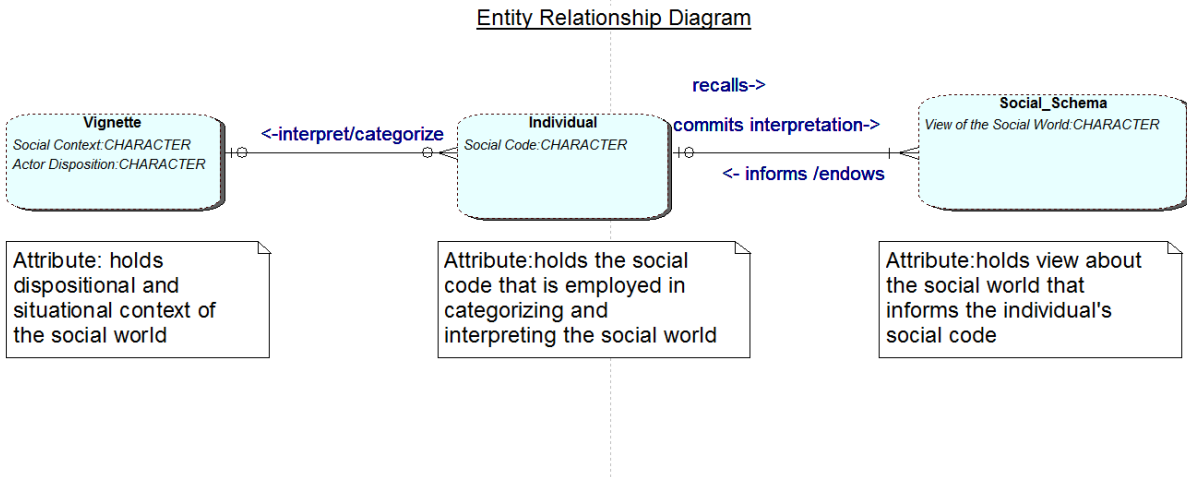 Entity Relationship Diagram
Vignette
Social Context:CHARACTER
Actor Disposition:CHARACTER
<-interpret/categorize
Individual
Social Code:CHARACTER
recalls->
commits interpretation->
<- informs /endows
Social_Schema
View of the Social World:CHARACTER
Attribute: holds
dispositional and
situational context of
the social world
Attribute:holds the social
code that is employed in
categorizing and
interpreting the social world
Attribute:holds view about
the social world that
informs the individual's
social code